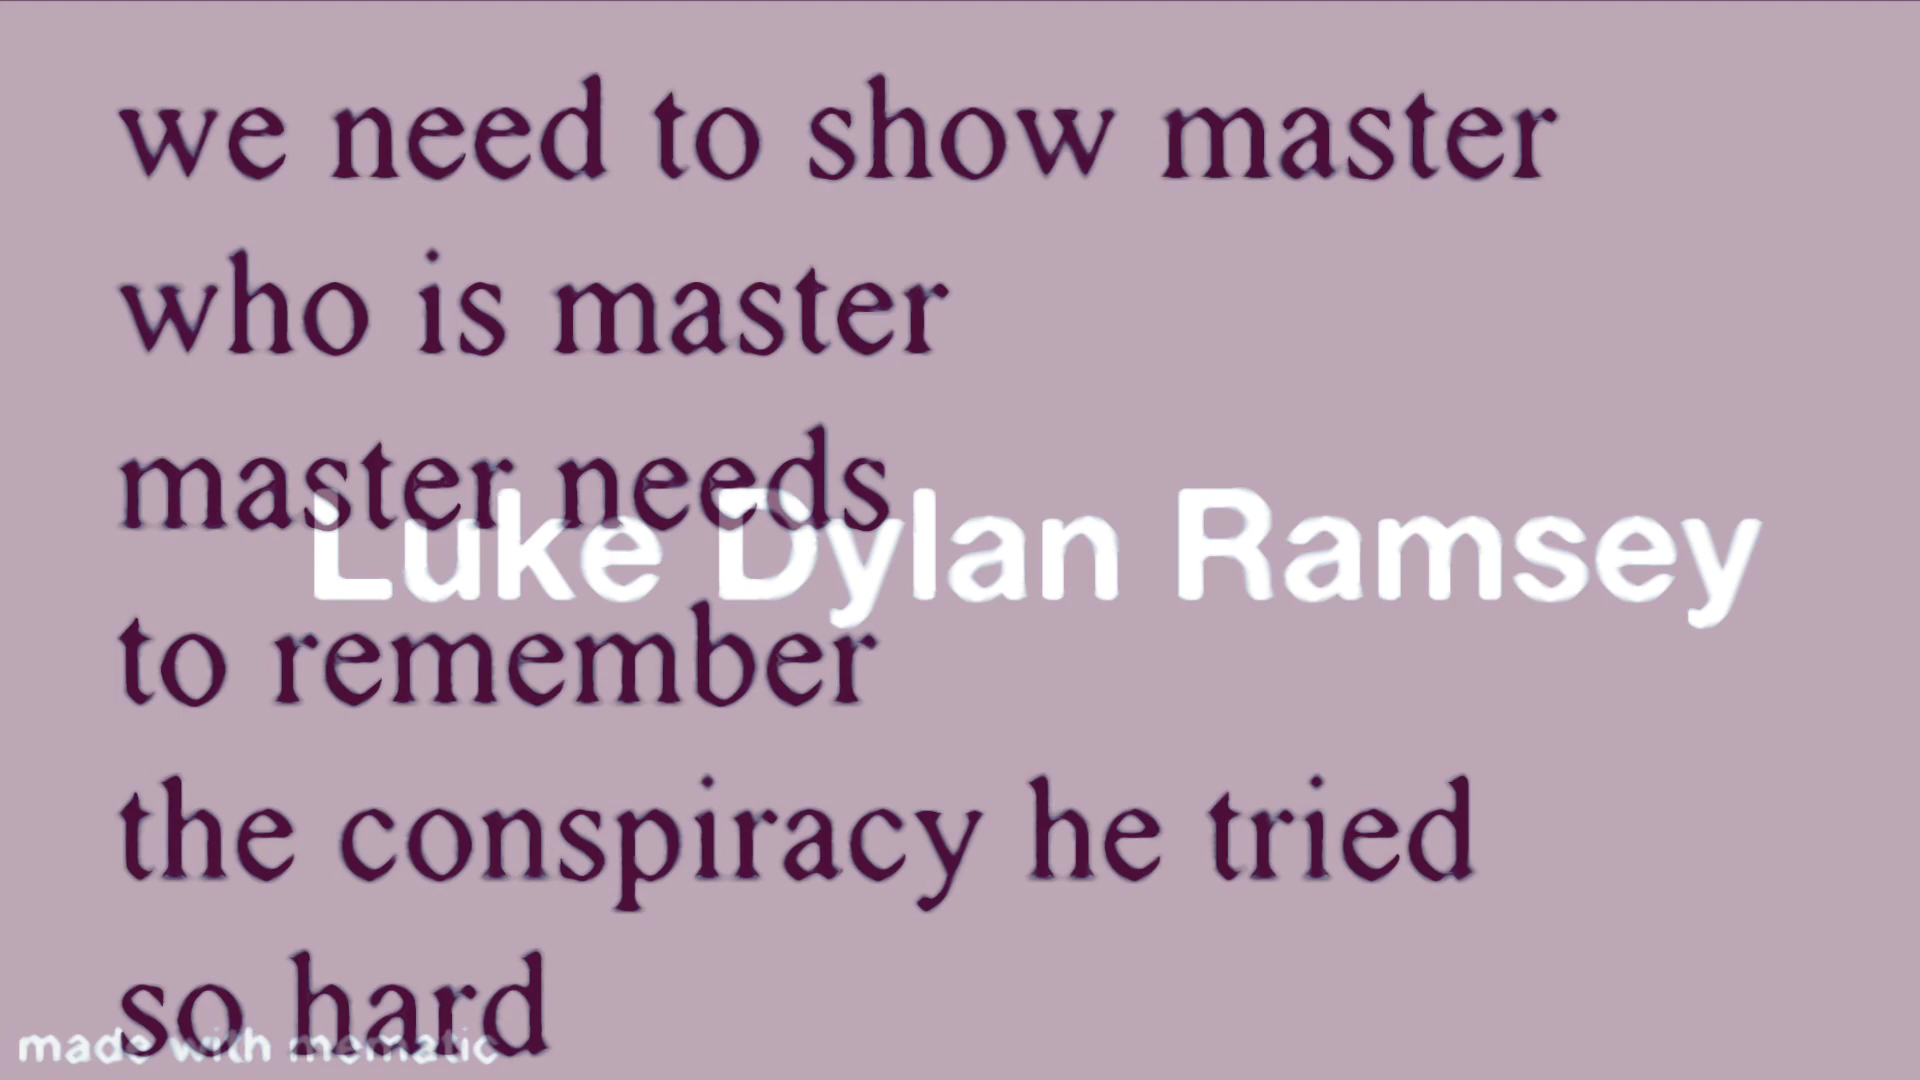 we need to show master
who is master
master needs
Luke Dylan Ramsey
to remember
the conspiracy he tried
so hard
made with mematic